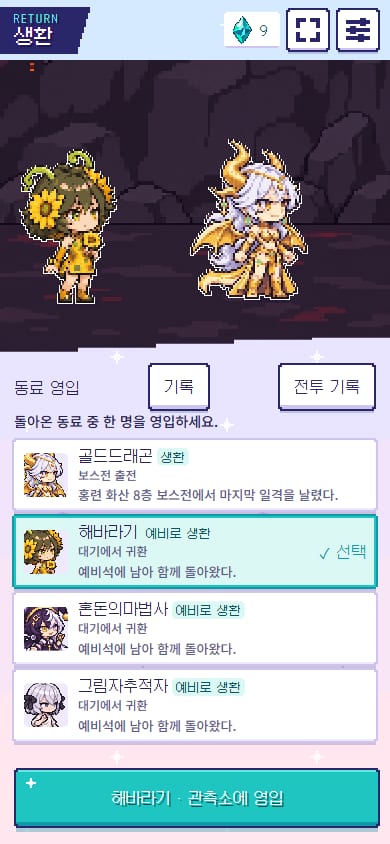 RETURN
생환
9
동료 영입
기록
전투 기록
돌아온 동료 중 한 명을 영입하세요.
골드드래곤 생환
보스전 출전
홍련 화산 8층 보스전에서 마지막 일격을 날렸다.
해바라기 예비로 생환
대기에서 귀환
예비석에 남아 함께 돌아왔다.
✓ 선택
혼돈의마법사 예비로 생환
대기에서 귀환
예비석에 남아 함께 돌아왔다.
그림자추적자 예비로 생환
대기에서 귀환
예비석에 남아 함께 돌아왔다.
해바라기 · 관측소에 영입